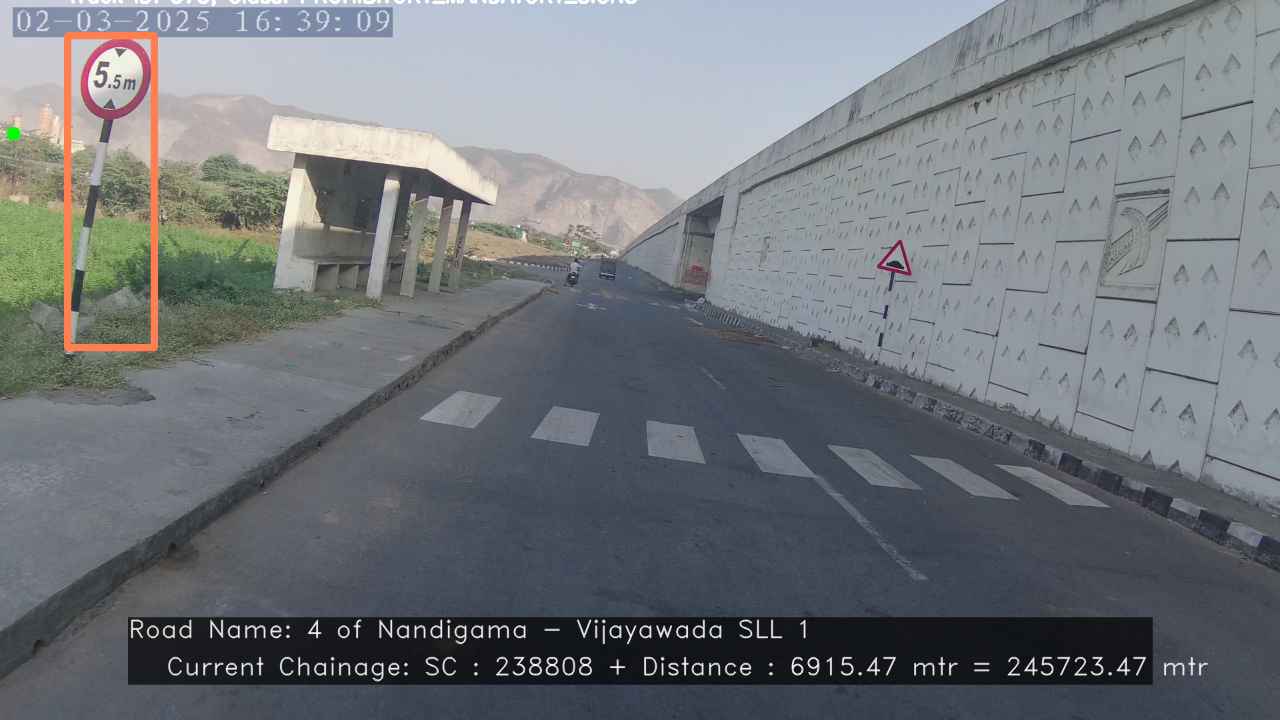 02-03-2025 16:39:09
5.5m
Road Name: 4 of Nandigama - Vijayawada SLL 1
Current Chainage: SC : 238808 + Distance : 6915.47 mtr = 245723.47 mtr